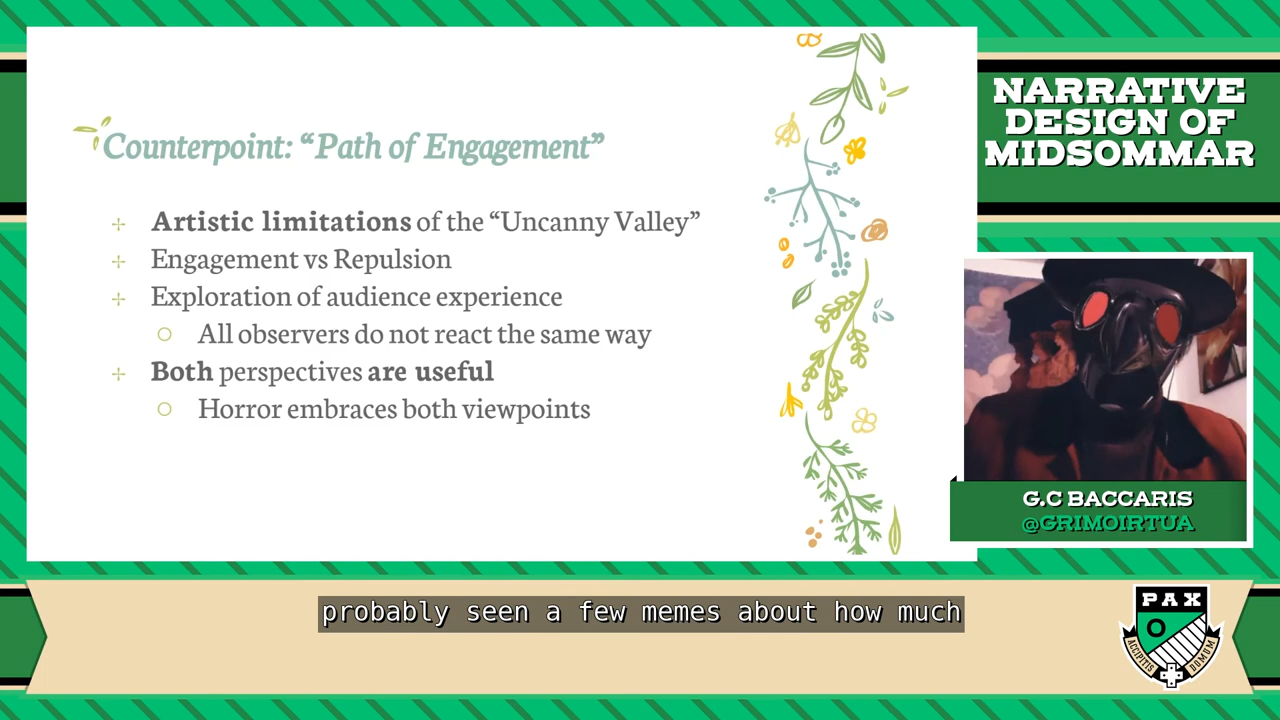 Counterpoint: “Path of Engagement”
Artistic limitations of the “Uncanny Valley”
Engagement vs Repulsion
Exploration of audience experience
All observers do not react the same way
Both perspectives are useful
Horror embraces both viewpoints
NARRATIVE
DESIGN OF
MIDSOMMAR
G.C BACCARIS
@GRIMOIRTUA
probably seen a few memes about how much
PAX
ACCIPITIS
DOMUM